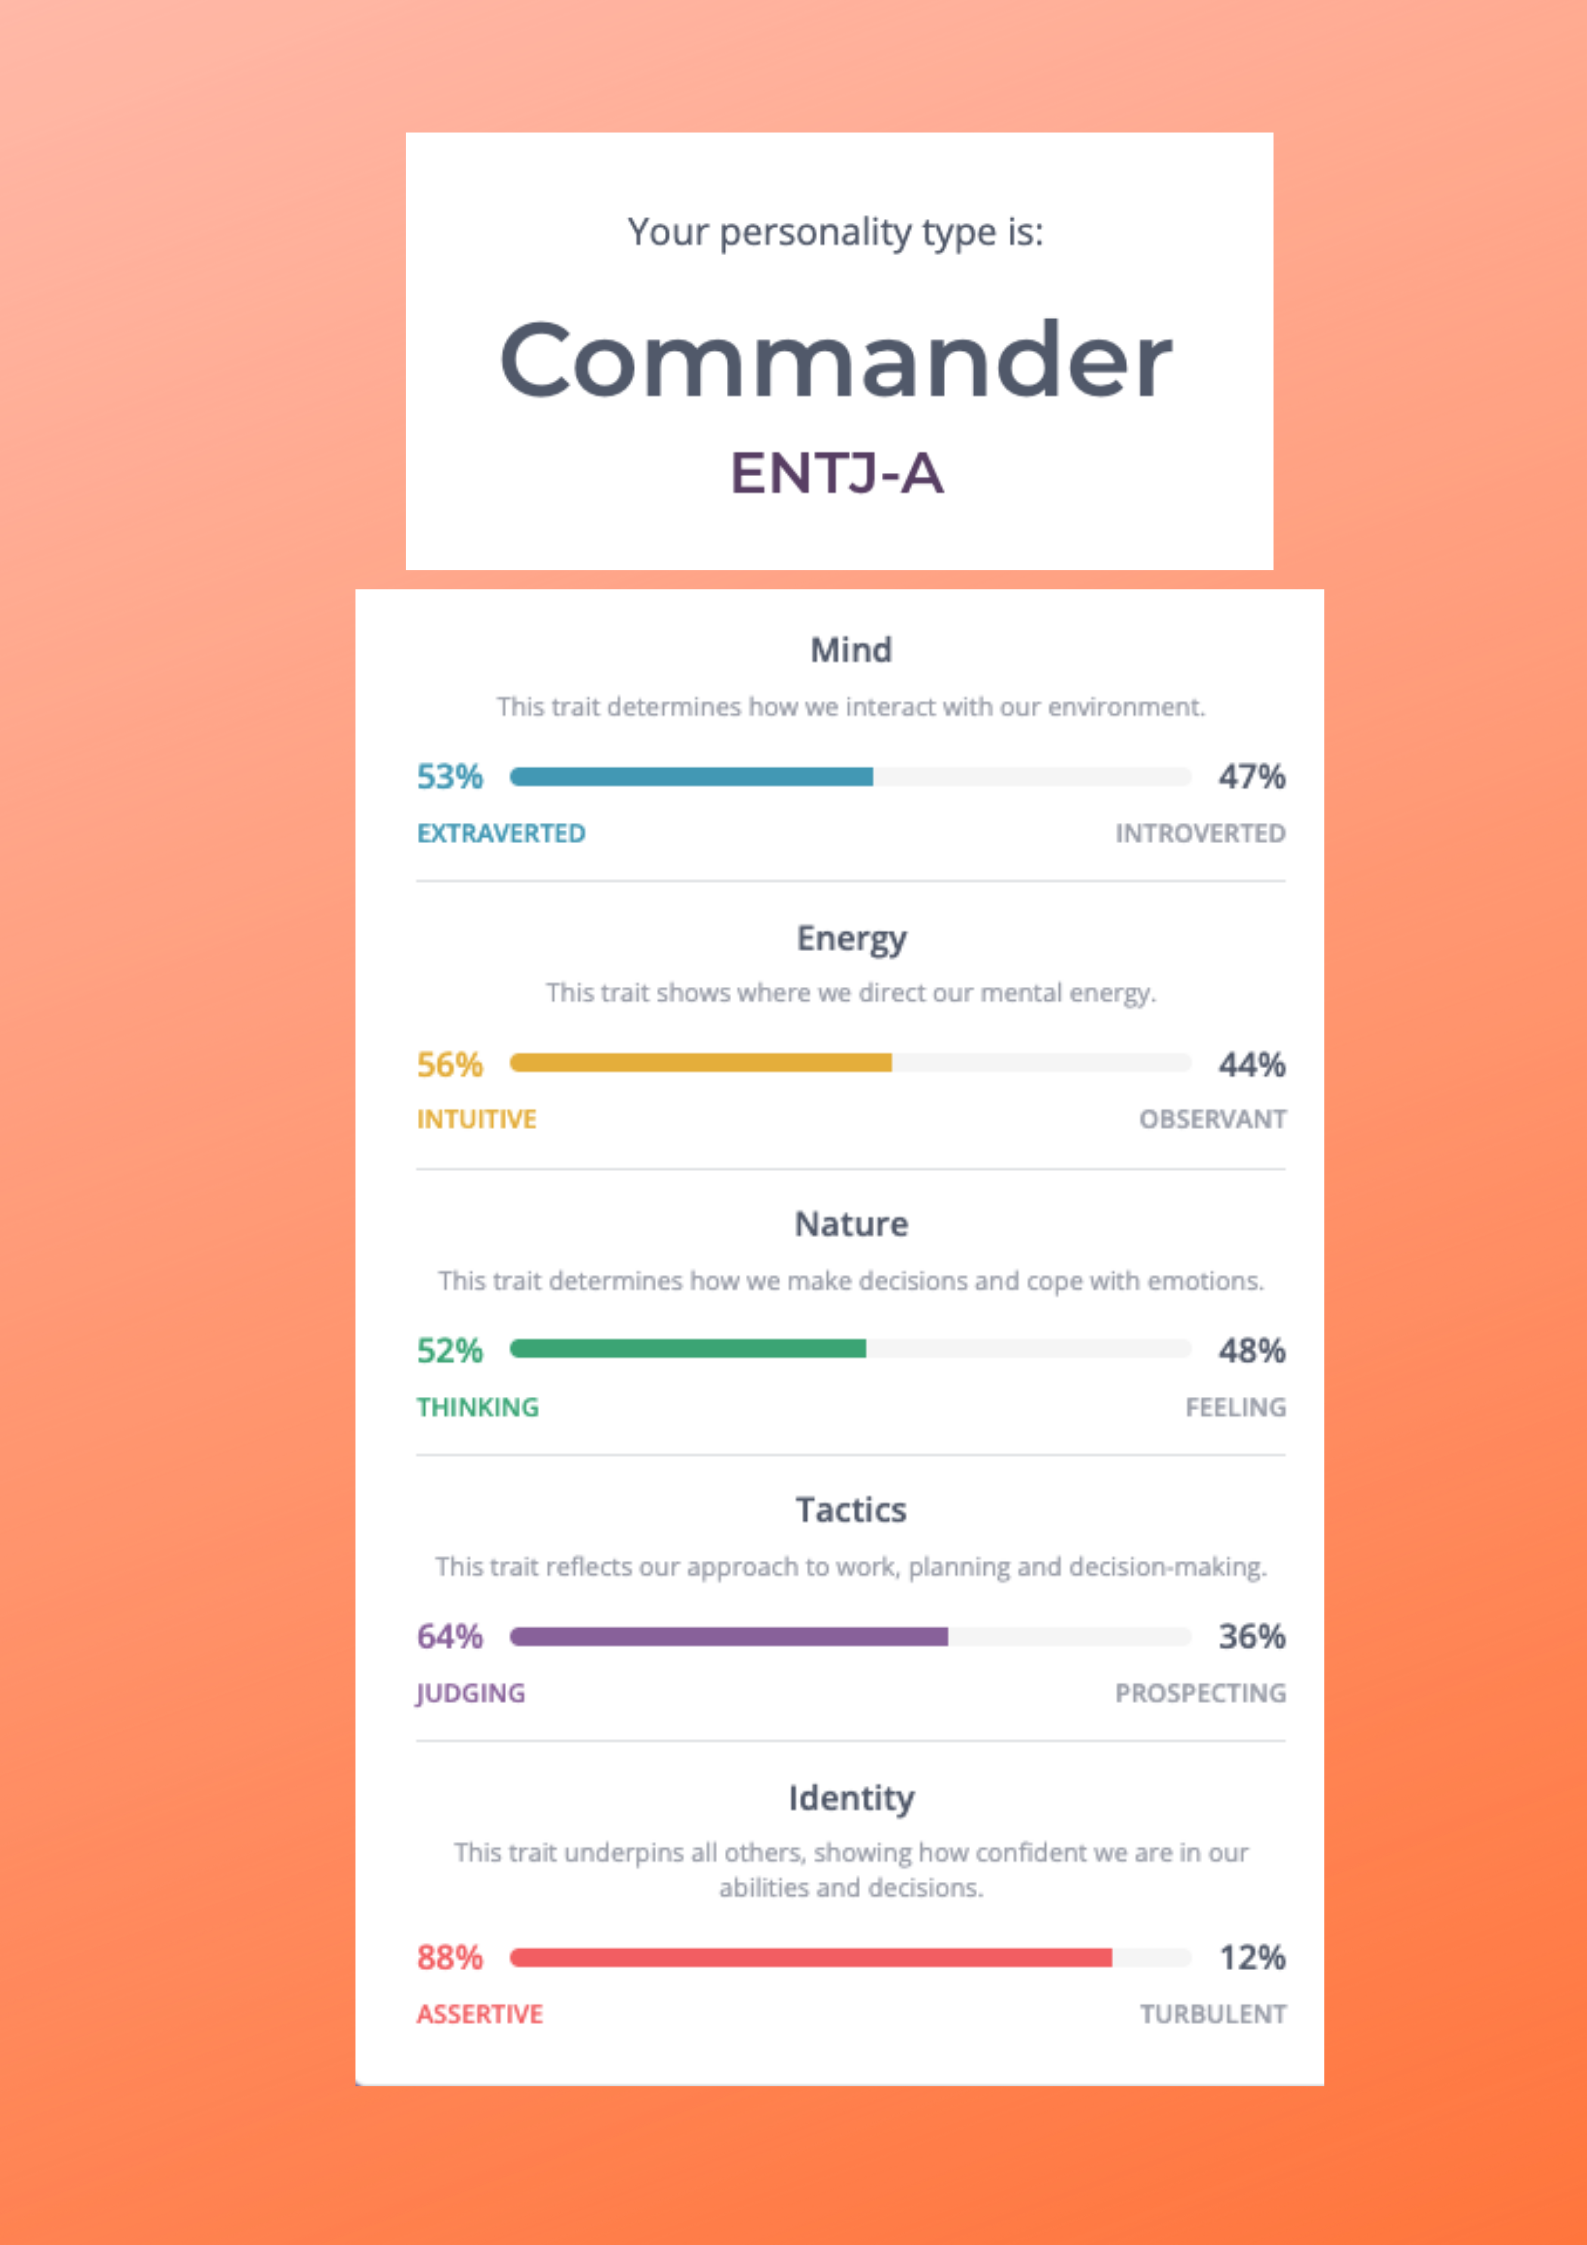 Your personality type is:
Commander
ENTJ-A
Mind
This trait determines how we interact with our environment.
53% 47%
EXTRAVERTED INTROVERTED
Energy
This trait shows where we direct our mental energy.
56% 44%
INTUITIVE OBSERVANT
Nature
This trait determines how we make decisions and cope with emotions.
52% 48%
THINKING FEELING
Tactics
This trait reflects our approach to work, planning and decision-making.
64% 36%
JUDGING PROSPECTING
Identity
This trait underpins all others, showing how confident we are in our
abilities and decisions.
88% 12%
ASSERTIVE TURBULENT